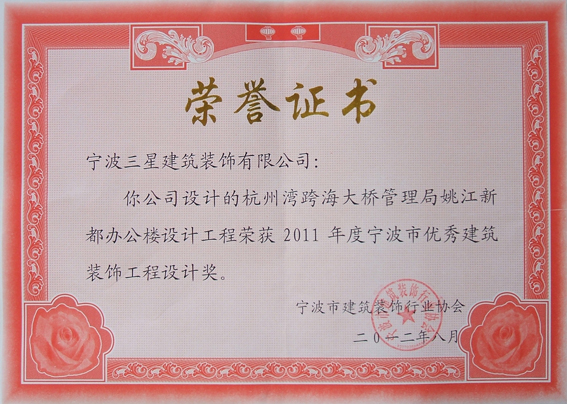 荣誉证书
宁波三星建筑装饰有限公司：
你公司设计的杭州湾跨海大桥管理局姚江新
都办公楼设计工程荣获 2011 年度宁波市优秀建筑
装饰工程设计奖。
宁波市建筑装饰行业协会
二〇一二年八月